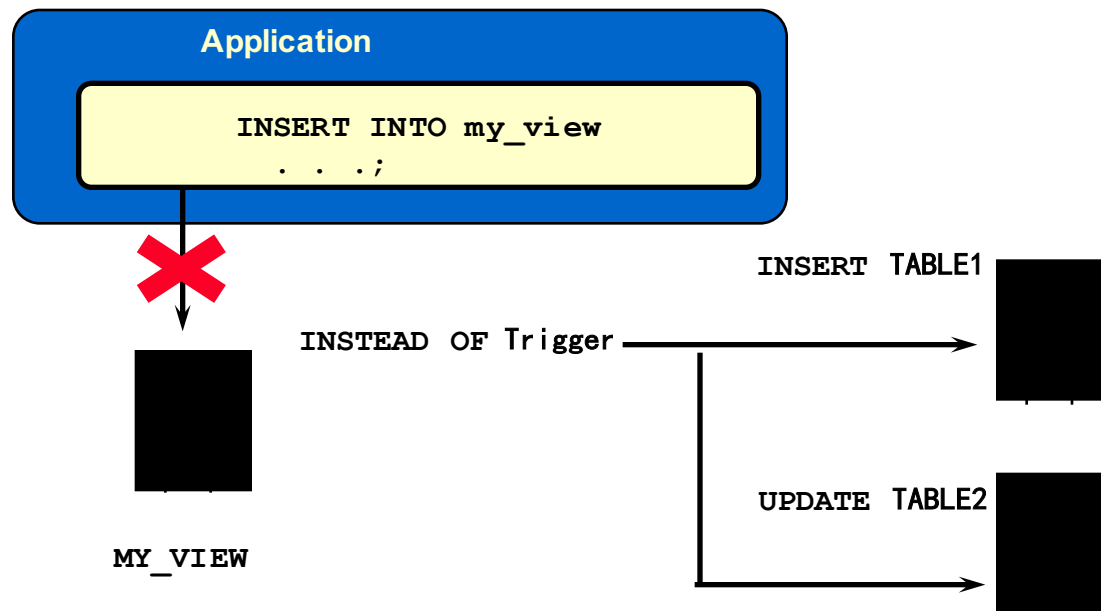 Application
INSERT INTO my_view
. . .;
INSERT TABLE1
INSTEAD OF Trigger
UPDATE TABLE2
MY_VIEW